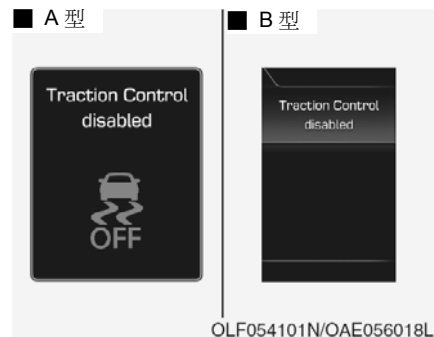 ■ A 型
Traction Control
disabled
OFF
■ B 型
Traction Control
disabled
OLF054101N/OAE056018L